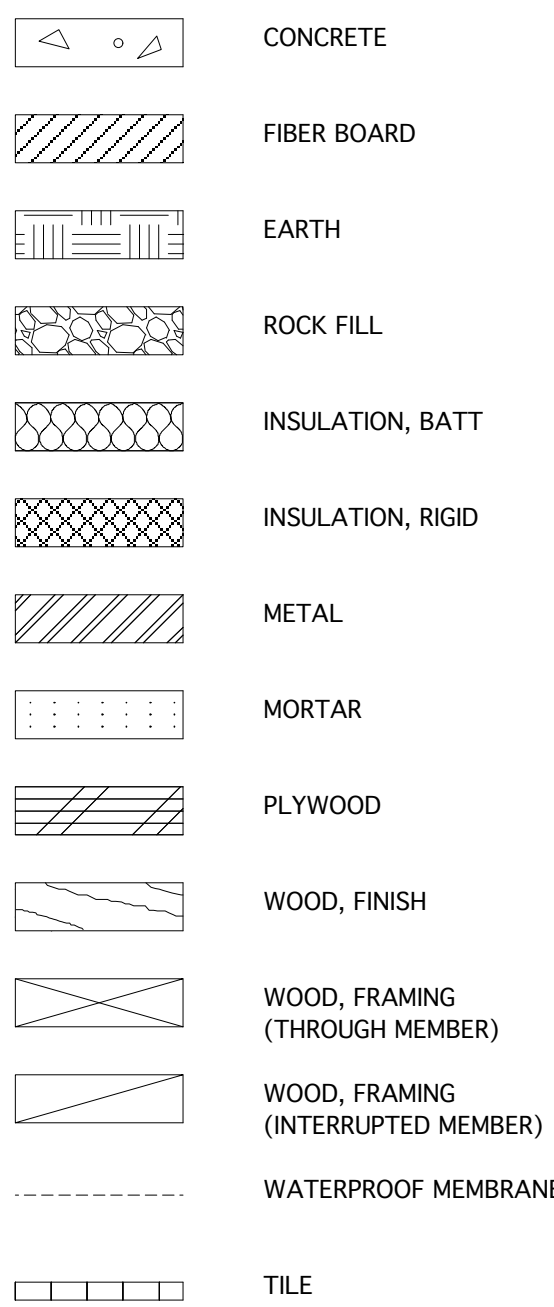 CONCRETE
FIBER BOARD
EARTH
ROCK FILL
INSULATION, BATT
INSULATION, RIGID
METAL
MORTAR
PLYWOOD
WOOD, FINISH
WOOD, FRAMING
(THROUGH MEMBER)
WOOD, FRAMING
(INTERRUPTED MEMBER)
WATERPROOF MEMBRANE
TILE